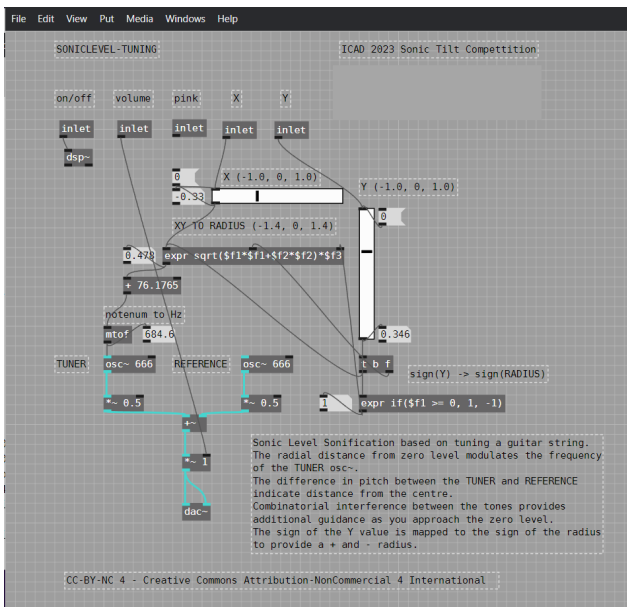 File Edit View Put Media Windows Help
SONICLEVEL-TUNING
ICAD 2023 Sonic Tilt Compettition
on/off volume pink X Y
inlet inlet inlet inlet inlet
dsp~
0
X (-1.0, 0, 1.0)
Y (-1.0, 0, 1.0)
-0.33
0
XY TO RADIUS (-1.4, 0, 1.4)
0.478 expr sqrt($f1*$f1+$f2*$f2)*$f3
+ 76.1765
notenum to Hz
mtof 684.6
0.346
TUNER osc~ 666 REFERENCE osc~ 666
t b f
sign(Y) -> sign(RADIUS)
*~ 0.5 *~ 0.5
1 expr if($f1 >= 0, 1, -1)
+~
*~ 1
dac~
Sonic Level Sonification based on tuning a guitar string.
The radial distance from zero level modulates the frequency
of the TUNER osc~.
The difference in pitch between the TUNER and REFERENCE
indicate distance from the centre.
Combinatorial interference between the tones provides
additional guidance as you approach the zero level.
The sign of the Y value is mapped to the sign of the radius
to provide a + and - radius.
CC-BY-NC 4 - Creative Commons Attribution-NonCommercial 4 International